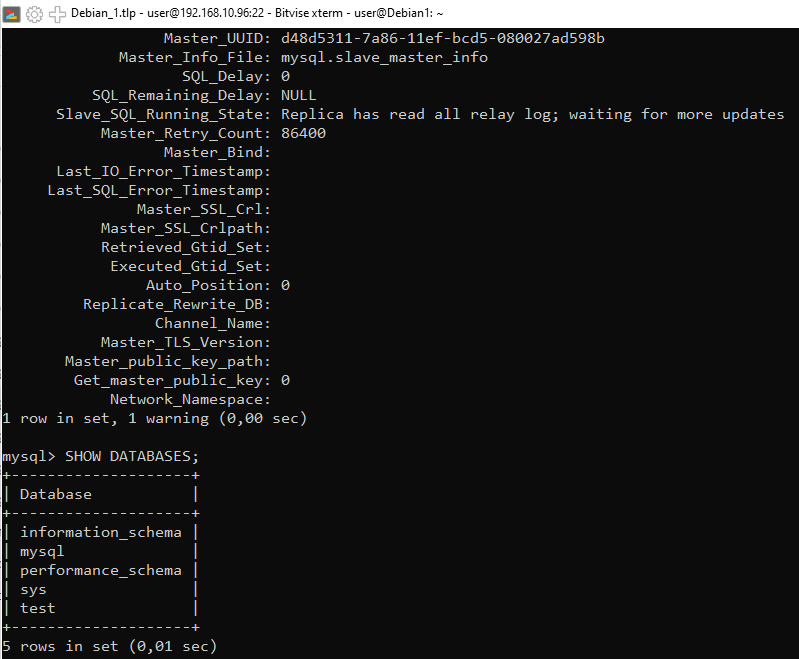 Debian_1.tlp - user@192.168.10.96:22 - Bitvise xterm - user@Debian1: ~
Master_UUID: d48d5311-7a86-11ef-bcd5-080027ad598b
Master_Info_File: mysql.slave_master_info
SQL_Delay: 0
SQL_Remaining_Delay: NULL
Slave_SQL_Running_State: Replica has read all relay log; waiting for more updates
Master_Retry_Count: 86400
Master_Bind:
Last_IO_Error_Timestamp:
Last_SQL_Error_Timestamp:
Master_SSL_Crl:
Master_SSL_Crlpath:
Retrieved_Gtid_Set:
Executed_Gtid_Set:
Auto_Position: 0
Replicate_Rewrite_DB:
Channel_Name:
Master_TLS_Version:
Master_public_key_path:
Get_master_public_key: 0
Network_Namespace:
1 row in set, 1 warning (0,00 sec)
mysql> SHOW DATABASES;
+--------------------+
| Database           |
+--------------------+
| information_schema |
| mysql              |
| performance_schema |
| sys                |
| test               |
+--------------------+
5 rows in set (0,01 sec)